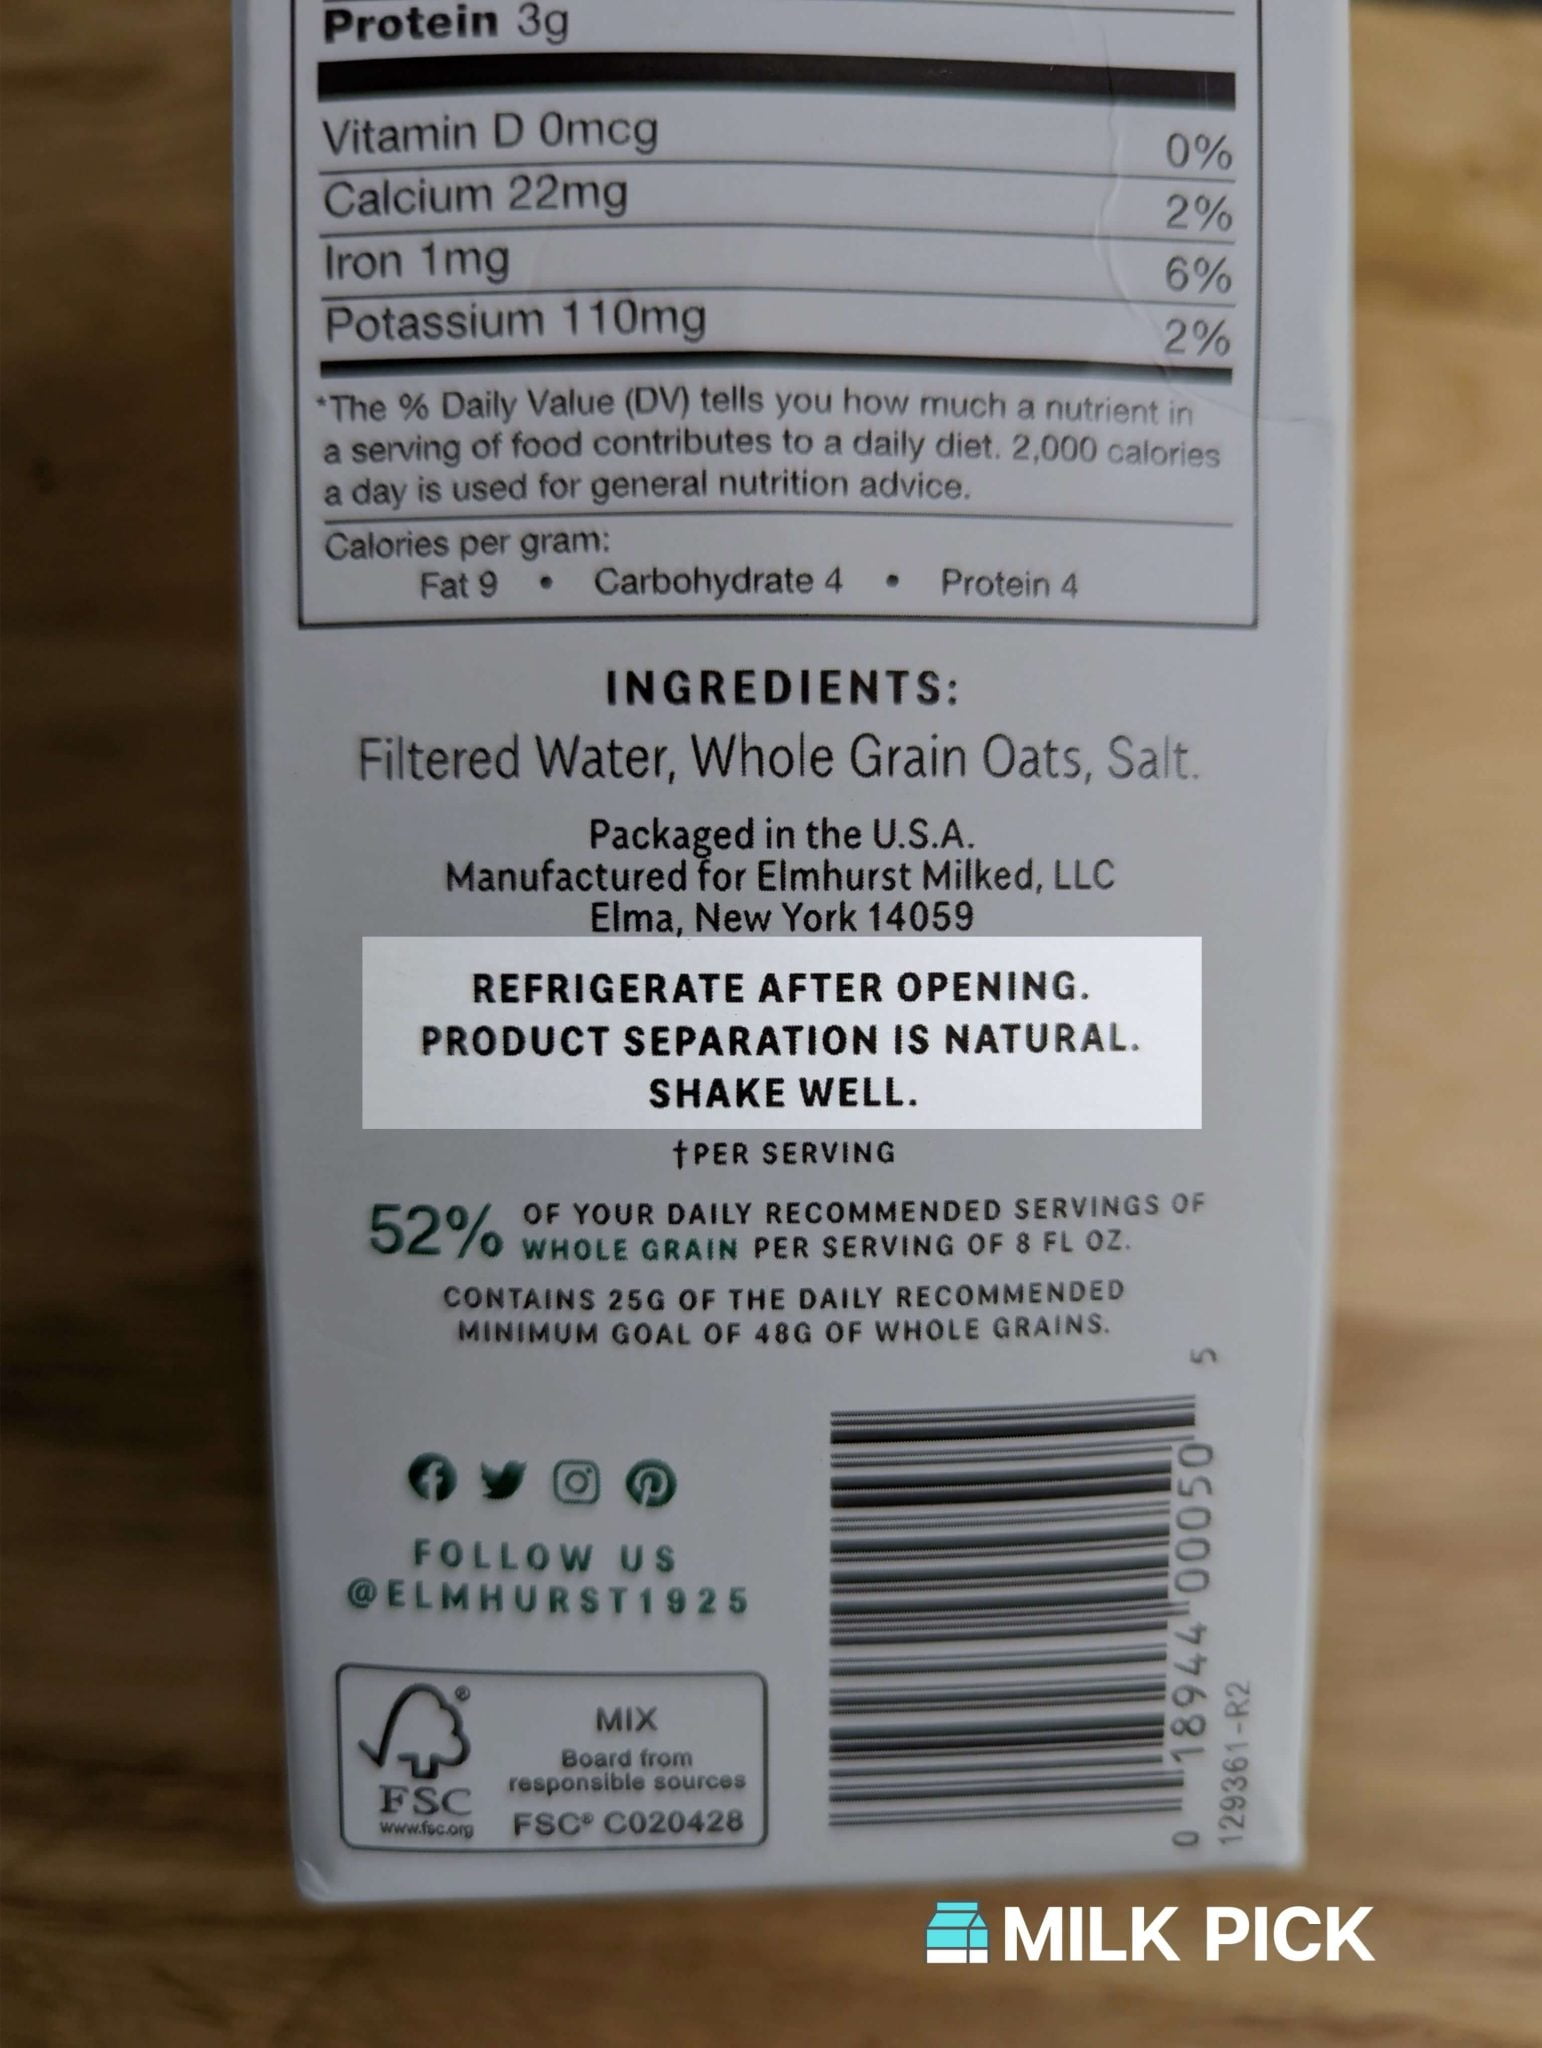 Protein 3g
Vitamin D 0mcg 0%
Calcium 22mg 2%
Iron 1mg 6%
Potassium 110mg 2%
*The % Daily Value (DV) tells you how much a nutrient in
a serving of food contributes to a daily diet. 2,000 calories
a day is used for general nutrition advice.
Calories per gram:
Fat 9 • Carbohydrate 4 • Protein 4
INGREDIENTS:
Filtered Water, Whole Grain Oats, Salt.
Packaged in the U.S.A.
Manufactured for Elmhurst Milked, LLC
Elma, New York 14059
REFRIGERATE AFTER OPENING.
PRODUCT SEPARATION IS NATURAL.
SHAKE WELL.
†PER SERVING
52% OF YOUR DAILY RECOMMENDED SERVINGS OF
WHOLE GRAIN PER SERVING OF 8 FL OZ.
CONTAINS 25G OF THE DAILY RECOMMENDED
MINIMUM GOAL OF 48G OF WHOLE GRAINS.
FOLLOW US
@ELMHURST1925
FSC
www.fsc.org
MIX
Board from
responsible sources
FSC® C020428
0 18944 00050 5
129361-R2
MILK PICK